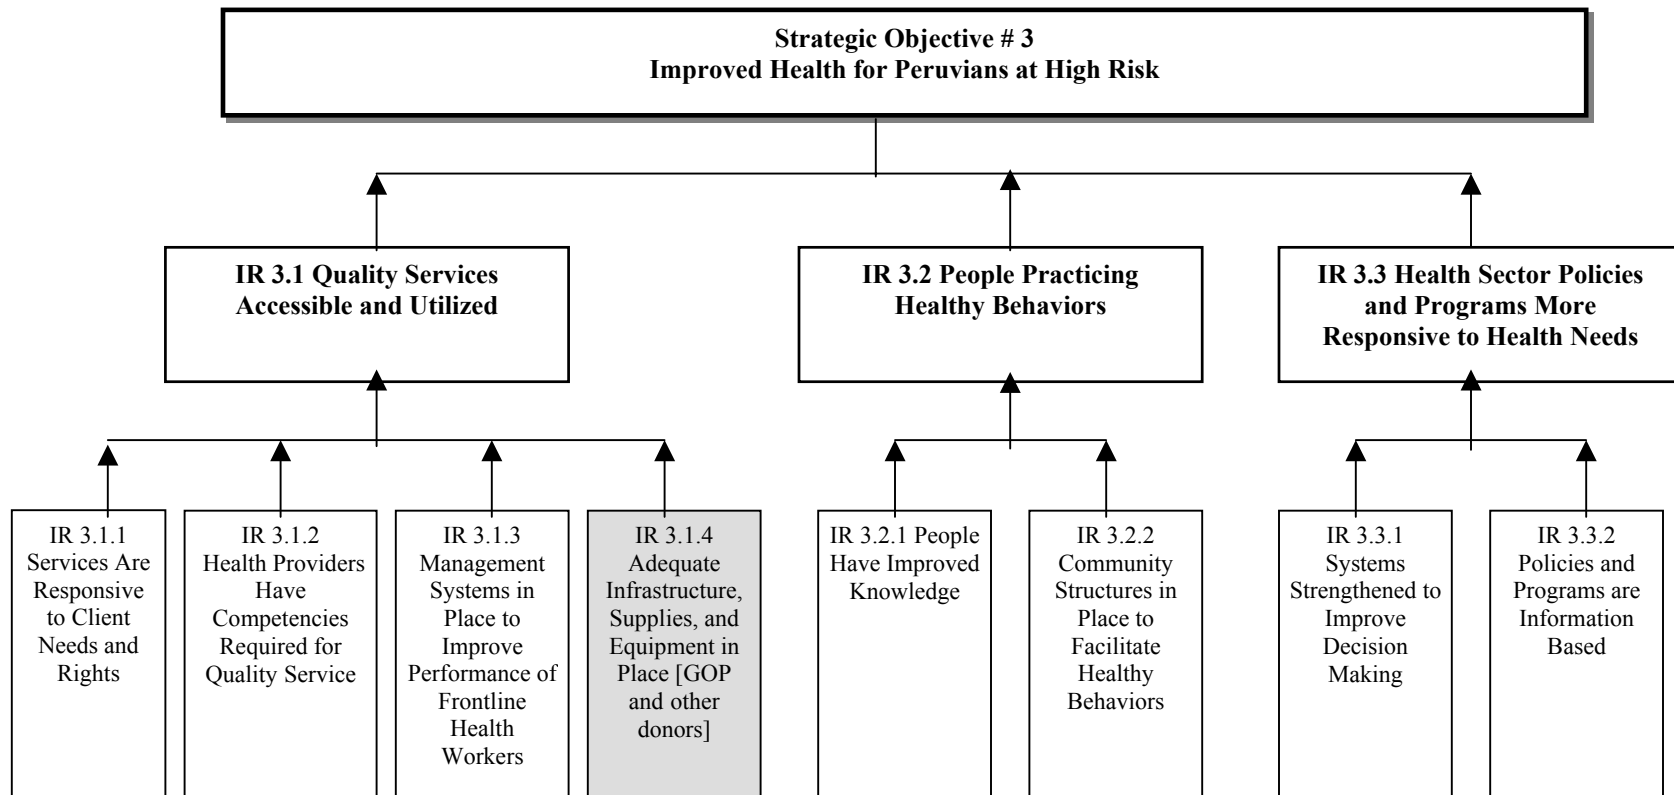 Strategic Objective # 3
Improved Health for Peruvians at High Risk
IR 3.1 Quality Services
Accessible and Utilized
IR 3.2 People Practicing
Healthy Behaviors
IR 3.3 Health Sector Policies
and Programs More
Responsive to Health Needs
IR 3.1.1
Services Are
Responsive
to Client
Needs and
Rights
IR 3.1.2
Health Providers
Have
Competencies
Required for
Quality Service
IR 3.1.3
Management
Systems in
Place to
Improve
Performance of
Frontline
Health
Workers
IR 3.1.4
Adequate
Infrastructure,
Supplies, and
Equipment in
Place [GOP
and other
donors]
IR 3.2.1 People
Have Improved
Knowledge
IR 3.2.2
Community
Structures in
Place to
Facilitate
Healthy
Behaviors
IR 3.3.1
Systems
Strengthened to
Improve
Decision
Making
IR 3.3.2
Policies and
Programs are
Information
Based